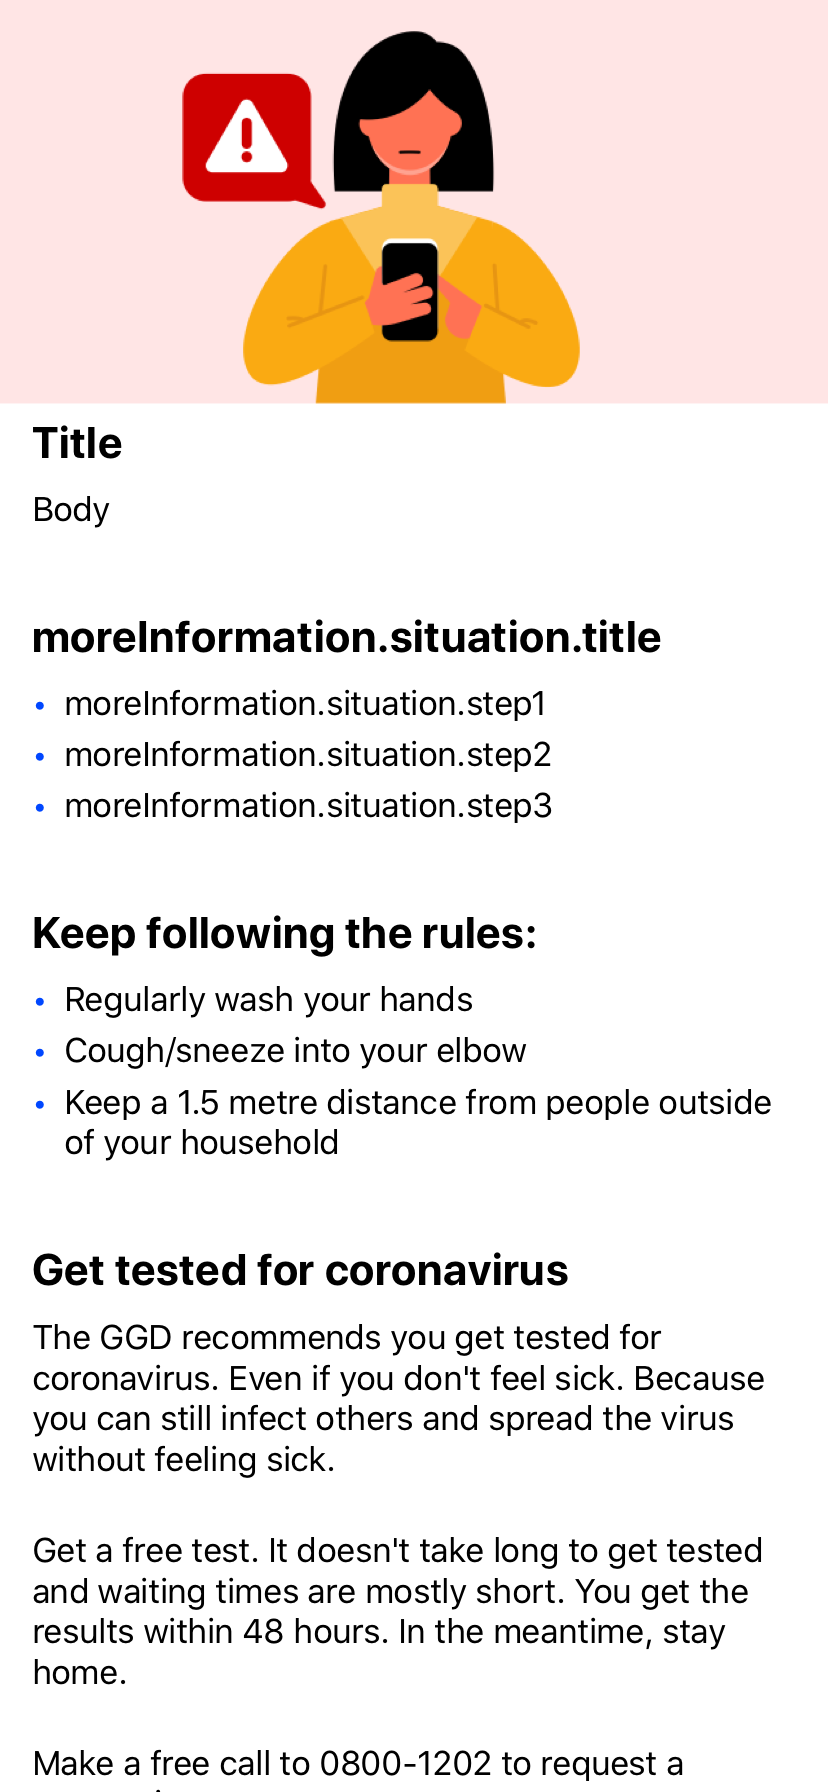 Title
Body
moreInformation.situation.title
• moreInformation.situation.step1
• moreInformation.situation.step2
• moreInformation.situation.step3
Keep following the rules:
• Regularly wash your hands
• Cough/sneeze into your elbow
• Keep a 1.5 metre distance from people outside
of your household
Get tested for coronavirus
The GGD recommends you get tested for
coronavirus. Even if you don't feel sick. Because
you can still infect others and spread the virus
without feeling sick.
Get a free test. It doesn't take long to get tested
and waiting times are mostly short. You get the
results within 48 hours. In the meantime, stay
home.
Make a free call to 0800-1202 to request a